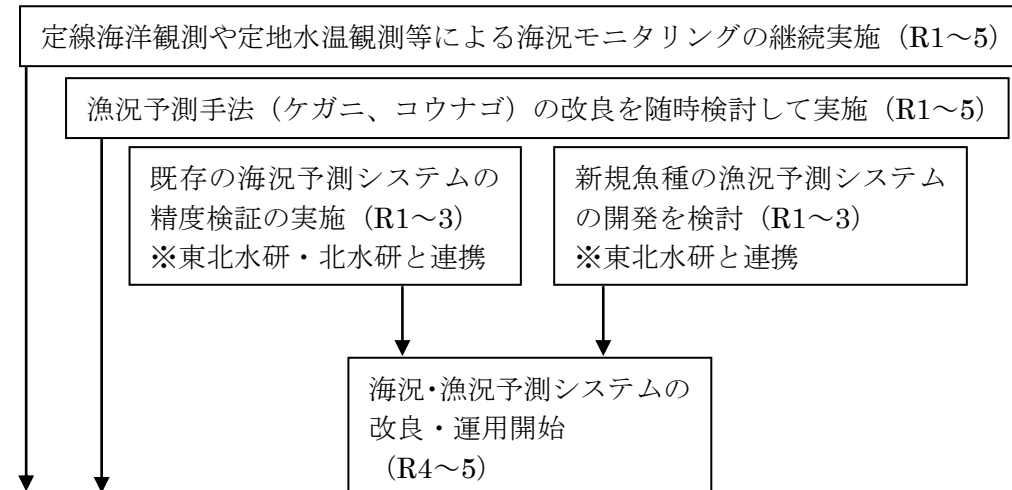 定線海洋観測や定地水温観測等による海況モニタリングの継続実施（R1～5）
漁況予測手法（ケガニ、コウナゴ）の改良を随時検討して実施（R1～5）
既存の海況予測システムの
精度検証の実施（R1～3）
※東北水研・北水研と連携
新規魚種の漁況予測システム
の開発を検討（R1～3）
※東北水研と連携
海況・漁況予測システムの
改良・運用開始
（R4～5）